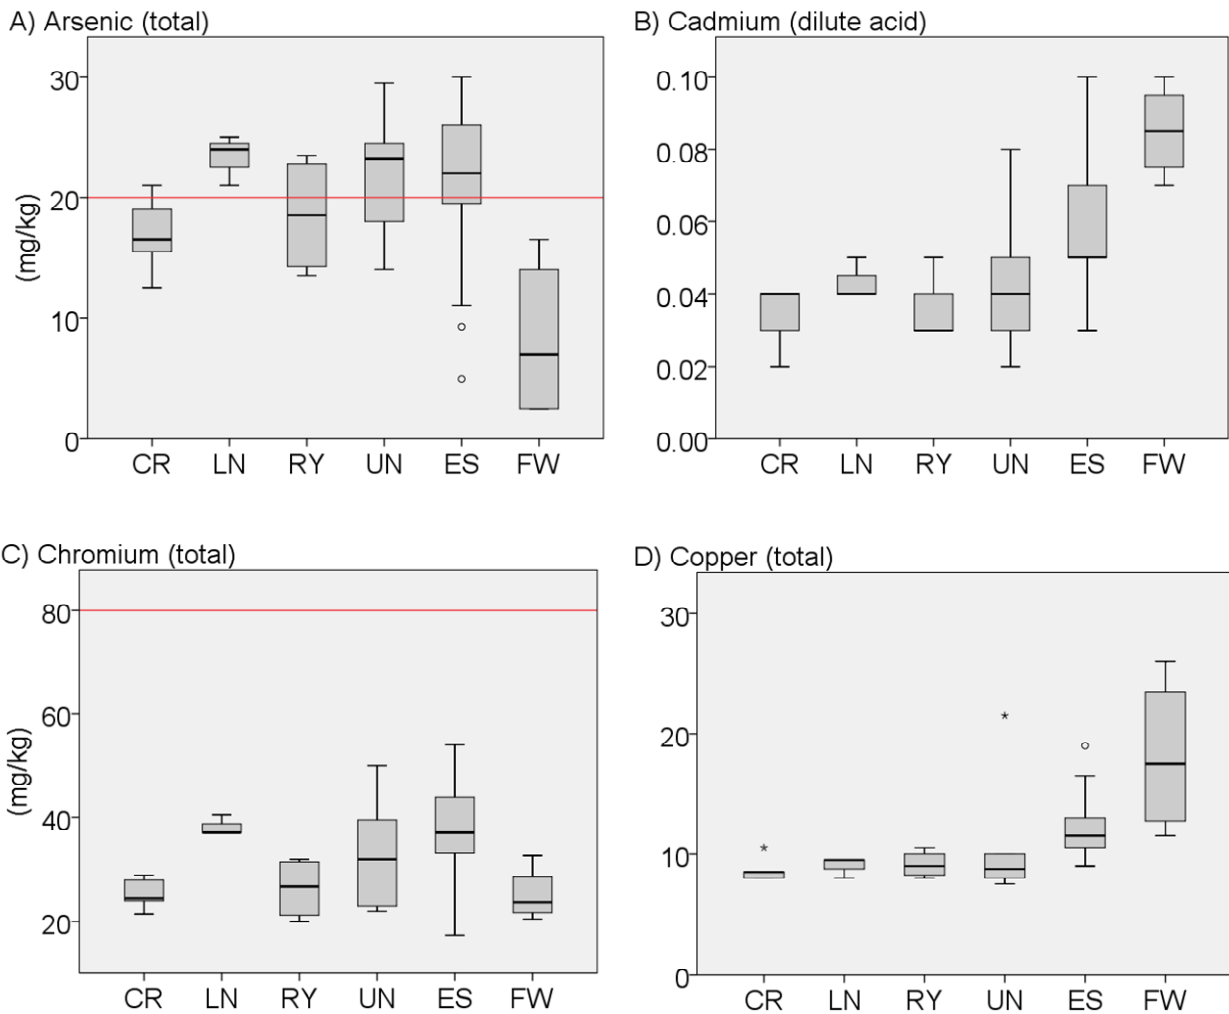 A) Arsenic (total)
B) Cadmium (dilute acid)
(mg/kg)
30
20
10
0
CR LN RY UN ES FW
0.10
0.08
0.06
0.04
0.02
0.00
CR LN RY UN ES FW
C) Chromium (total)
D) Copper (total)
(mg/kg)
80
60
40
20
CR LN RY UN ES FW
30
20
10
0
CR LN RY UN ES FW